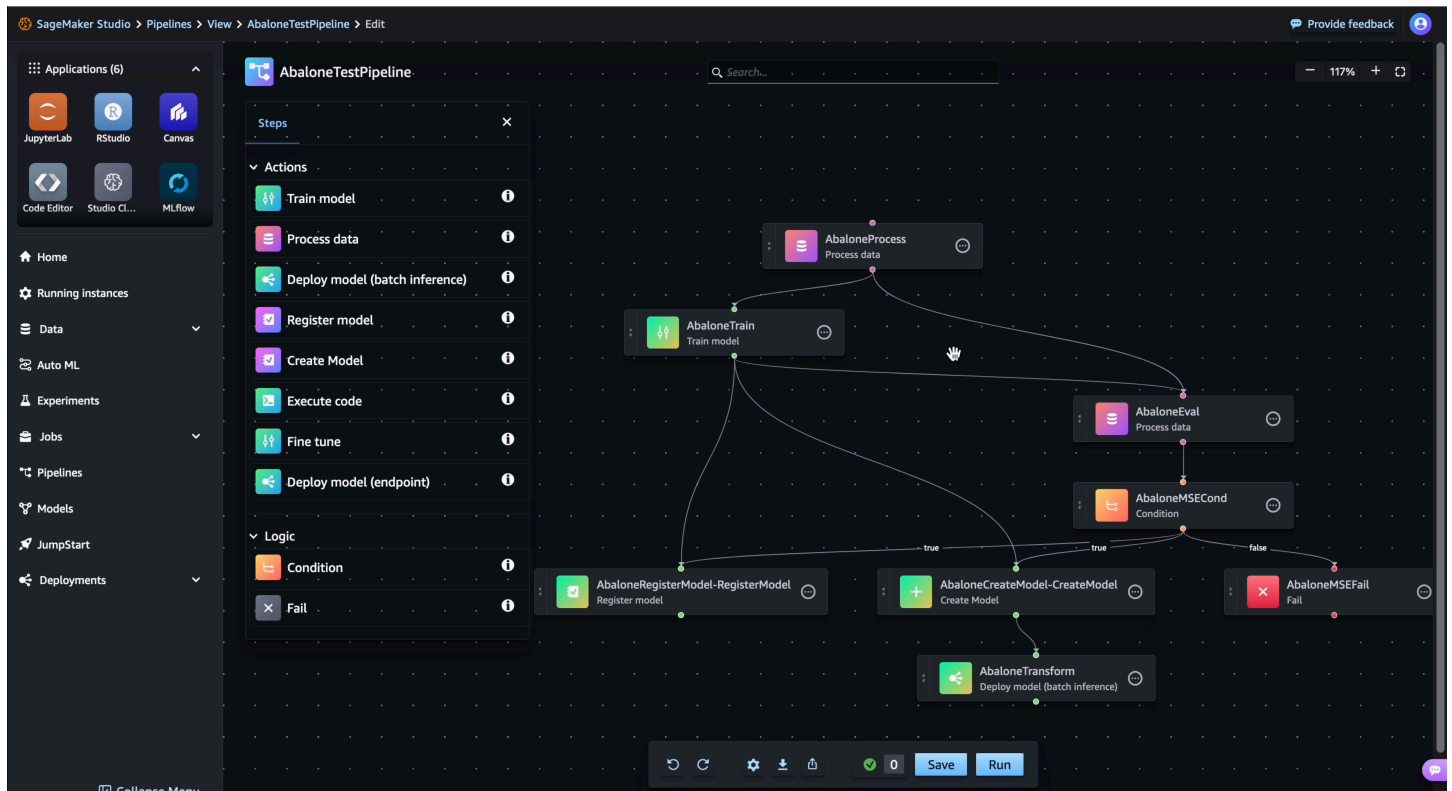 SageMaker Studio > Pipelines > View > AbaloneTestPipeline > Edit
Provide feedback
Applications (6)
JupyterLab
RStudio
Canvas
Code Editor
Studio Cl...
MLflow
Home
Running instances
Data
Auto ML
Experiments
Jobs
Pipelines
Models
JumpStart
Deployments
Collapse Menu
AbaloneTestPipeline
Search...
117%
Steps
Actions
Train model
Process data
Deploy model (batch inference)
Register model
Create Model
Execute code
Fine tune
Deploy model (endpoint)
Logic
Condition
Fail
AbaloneProcess
Process data
AbaloneTrain
Train model
AbaloneEval
Process data
AbaloneMSECond
Condition
true
true
false
AbaloneRegisterModel-RegisterModel
Register model
AbaloneCreateModel-CreateModel
Create Model
AbaloneMSEFail
Fail
AbaloneTransform
Deploy model (batch inference)
0
Save
Run